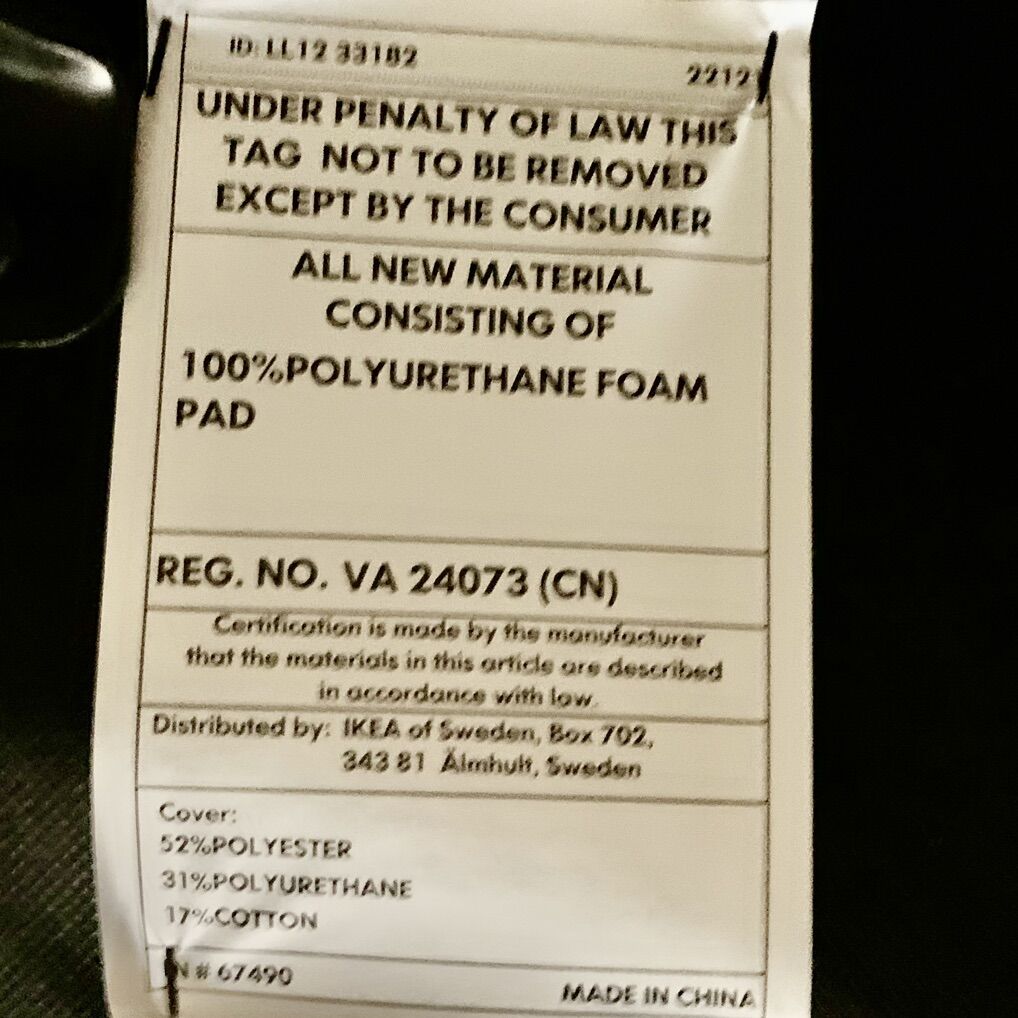 ID: LL12 33182
2212
UNDER PENALTY OF LAW THIS
TAG NOT TO BE REMOVED
EXCEPT BY THE CONSUMER
ALL NEW MATERIAL
CONSISTING OF
100%POLYURETHANE FOAM
PAD
REG. NO. VA 24073 (CN)
Certification is made by the manufacturer
that the materials in this article are described
in accordance with law.
Distributed by: IKEA of Sweden, Box 702,
343 81 Älmhult, Sweden
Cover:
52%POLYESTER
31%POLYURETHANE
17%COTTON
# 67490
MADE IN CHINA